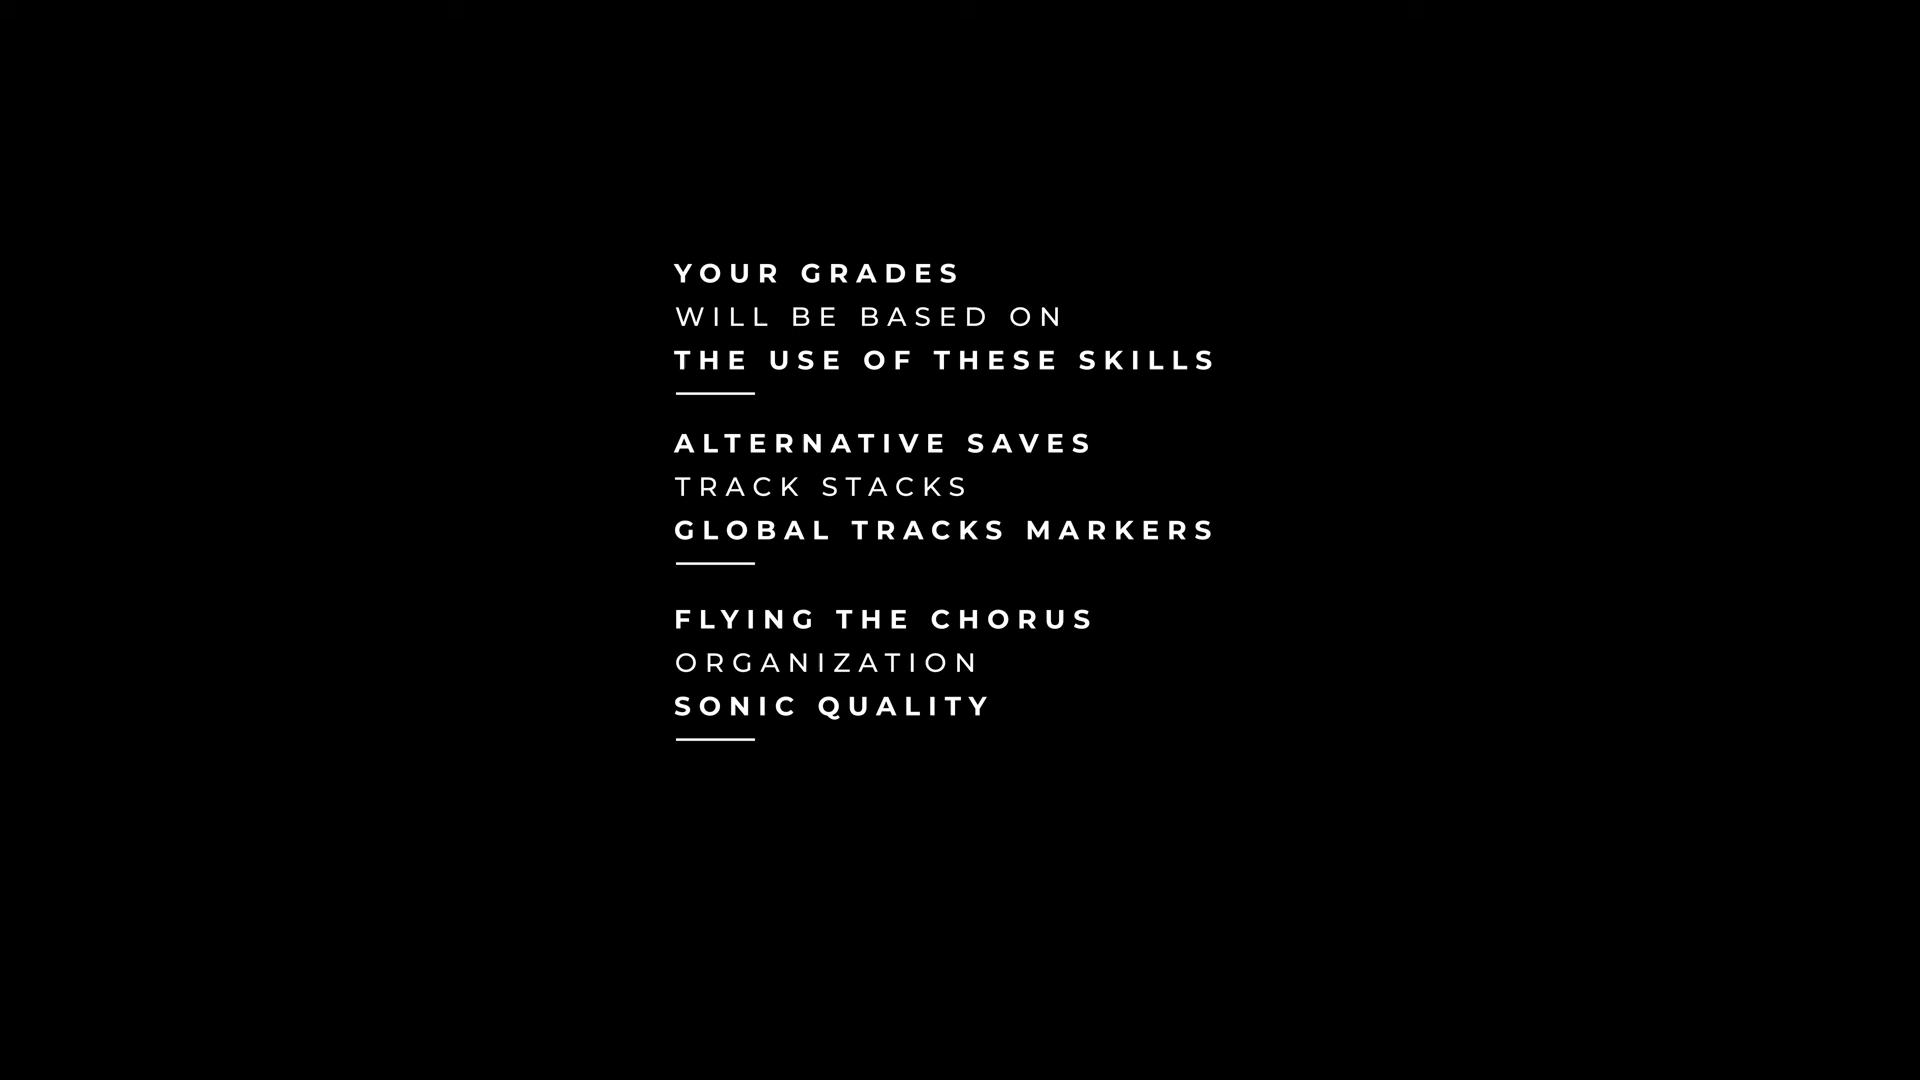 YOUR GRADES
WILL BE BASED ON
THE USE OF THESE SKILLS
ALTERNATIVE SAVES
TRACK STACKS
GLOBAL TRACKS MARKERS
FLYING THE CHORUS
ORGANIZATION
SONIC QUALITY